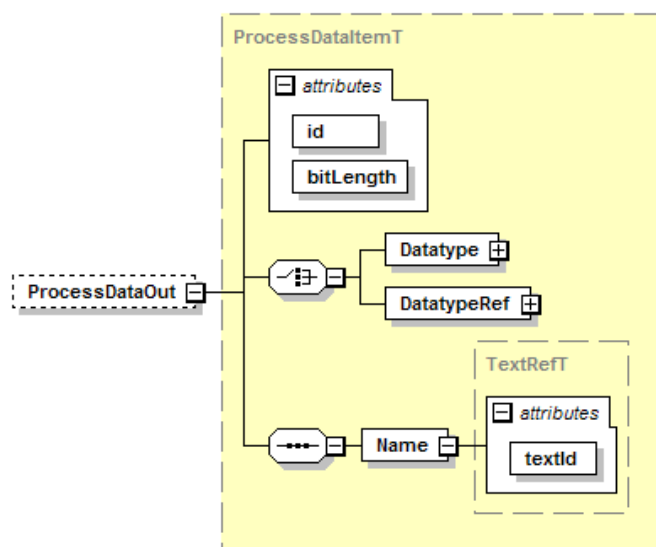 ProcessDataItemT
attributes
id
bitLength
Datatype
ProcessDataOut
DatatypeRef
TextRefT
attributes
Name
textId